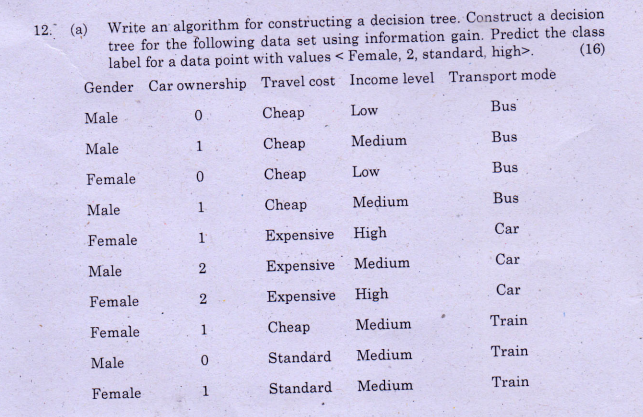 12. (a) Write an algorithm for constructing a decision tree. Construct a decision
tree for the following data set using information gain. Predict the class
label for a data point with values < Female, 2, standard, high>. (16)
Gender Car ownership Travel cost Income level Transport mode
Male 0 Cheap Low Bus
Male 1 Cheap Medium Bus
Female 0 Cheap Low Bus
Male 1 Cheap Medium Bus
Female 1 Expensive High Car
Male 2 Expensive Medium Car
Female 2 Expensive High Car
Female 1 Cheap Medium Train
Male 0 Standard Medium Train
Female 1 Standard Medium Train